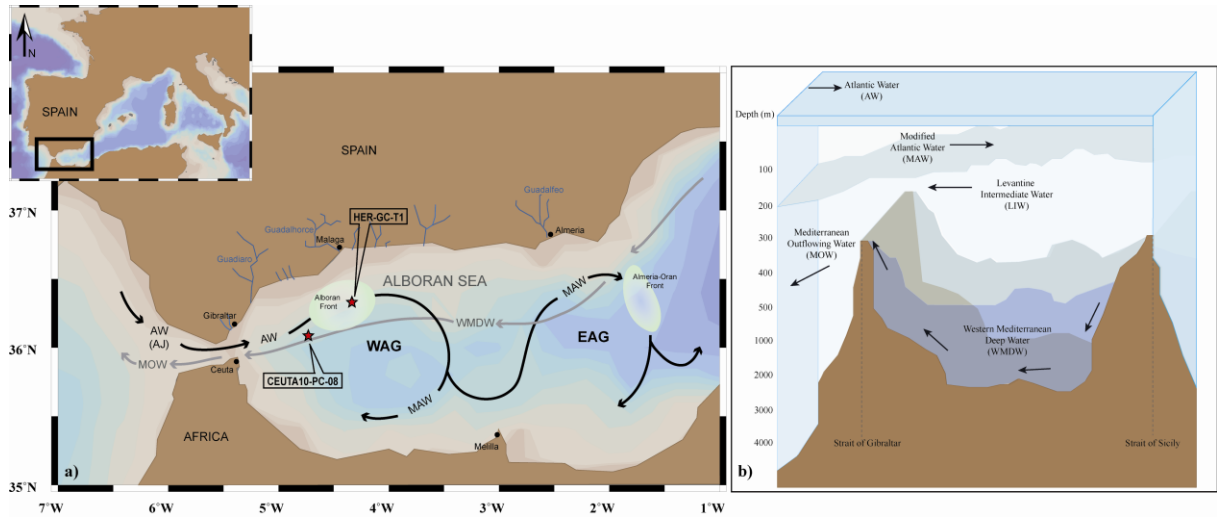 N
SPAIN
SPAIN
37°N
36°N
35°N
7°W
6°W
5°W
4°W
3°W
2°W
1°W
Guadiaro
Guadalhorce
Guadalfeo
HER-GC-T1
Malaga
Almeria
ALBORAN SEA
Alboran
Front
Almeria-Oran
Front
Gibraltar
AW
(AJ)
AW
MAW
WMDW
WAG
EAG
MOW
Ceuta
CEUTA10-PC-08
MAW
MAW
AFRICA
Melilla
a)
Depth (m)
100
200
300
400
500
1000
2000
3000
4000
Atlantic Water
(AW)
Modified
Atlantic Water
(MAW)
Levantine
Intermediate Water
(LIW)
Mediterranean
Outflowing Water
(MOW)
Western Mediterranean
Deep Water
(WMDW)
Strait of Gibraltar
Strait of Sicily
b)